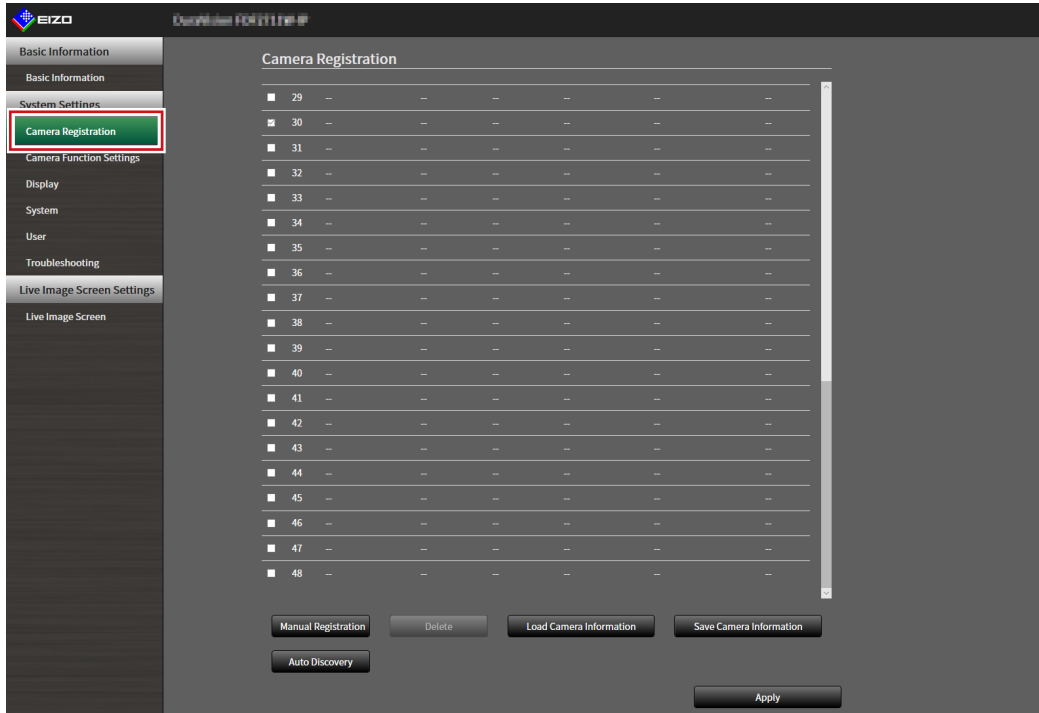 EIZO
Basic Information
Basic Information
System Settings
Camera Registration
Camera Function Settings
Display
System
User
Troubleshooting
Live Image Screen Settings
Live Image Screen
Camera Registration
29 -- -- -- -- -- --
30 -- -- -- -- -- --
31 -- -- -- -- -- --
32 -- -- -- -- -- --
33 -- -- -- -- -- --
34 -- -- -- -- -- --
35 -- -- -- -- -- --
36 -- -- -- -- -- --
37 -- -- -- -- -- --
38 -- -- -- -- -- --
39 -- -- -- -- -- --
40 -- -- -- -- -- --
41 -- -- -- -- -- --
42 -- -- -- -- -- --
43 -- -- -- -- -- --
44 -- -- -- -- -- --
45 -- -- -- -- -- --
46 -- -- -- -- -- --
47 -- -- -- -- -- --
48 -- -- -- -- -- --
Manual Registration Delete Load Camera Information Save Camera Information
Auto Discovery
Apply